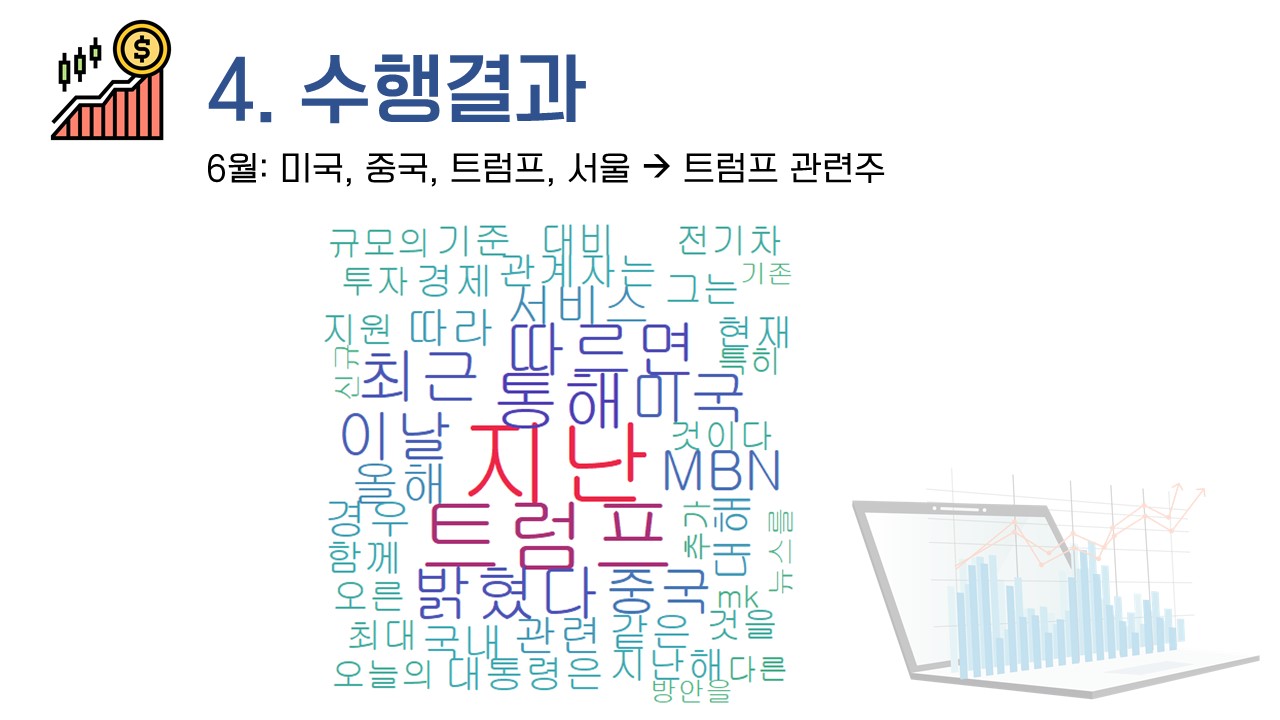 $
4. 수행결과
6월: 미국, 중국, 트럼프, 서울 → 트럼프 관련주
규모의 기준 대비 전기차
투자 경제 관계자는 그는 기존
서비스
지원 따라 따르면 현재
신규 최근 특히
통해 미국
이날 지난 것이다
올해 MBN
경우 트럼프 추가 대해 뉴스를
함께
오른 밝혔다 중국 mk
최대 국내 관련 같은 것을
오늘의 대통령은 지난해 다른
방안을